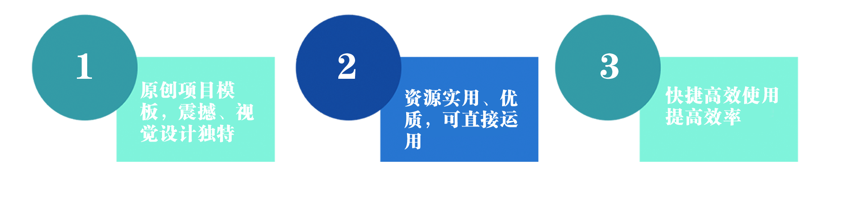 1
原创项目模
板，震撼、视
觉设计独特
2
资源实用、优
质，可直接运
用
3
快捷高效使用
提高效率